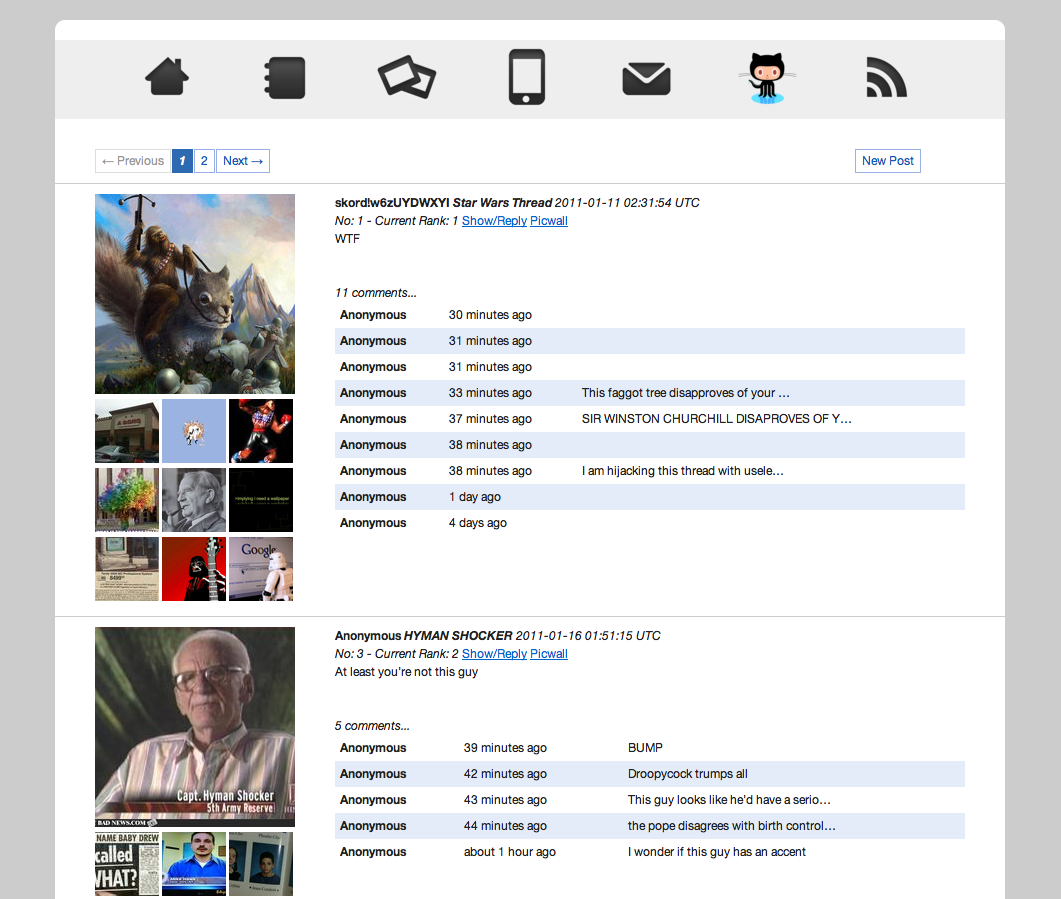 ← Previous 1 2 Next →
New Post
skord!w6zUYDWXYI Star Wars Thread 2011-01-11 02:31:54 UTC
No: 1 - Current Rank: 1 Show/Reply Picwall
WTF
11 comments...
Anonymous 30 minutes ago
Anonymous 31 minutes ago
Anonymous 31 minutes ago
Anonymous 33 minutes ago This faggot tree disapproves of your ...
Anonymous 37 minutes ago SIR WINSTON CHURCHILL DISAPROVES OF Y...
Anonymous 38 minutes ago
Anonymous 38 minutes ago I am hijacking this thread with usele...
Anonymous 1 day ago
Anonymous 4 days ago
Google
Anonymous HYMAN SHOCKER 2011-01-16 01:51:15 UTC
No: 3 - Current Rank: 2 Show/Reply Picwall
At least you're not this guy
Capt. Hyman Shocker
5th Army Reserve
BAD NEWS.COM
5 comments...
Anonymous 39 minutes ago BUMP
Anonymous 42 minutes ago Droopycock trumps all
Anonymous 43 minutes ago This guy looks like he'd have a serio...
Anonymous 44 minutes ago the pope disagrees with birth control...
Anonymous about 1 hour ago I wonder if this guy has an accent
NAME BABY DREW
called
WHAT?